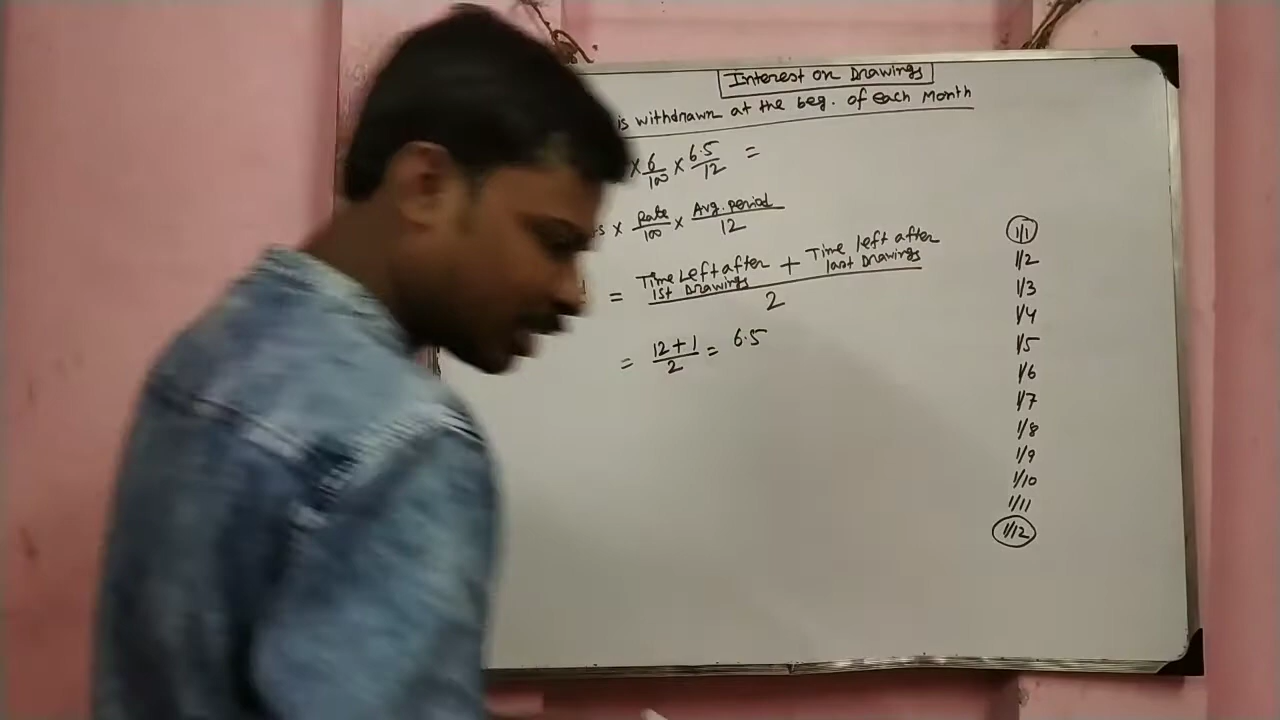 Interest on Drawings
is withdrawn at the beg. of each Month
× 6/100 × 6.5/12 =
× Rate/100 × Avg. period/12
= Time Left after 1st Drawings + Time left after last Drawings
2
= 12+1/2 = 6.5
1/1
1/2
1/3
1/4
1/5
1/6
1/7
1/8
1/9
1/10
1/11
1/12